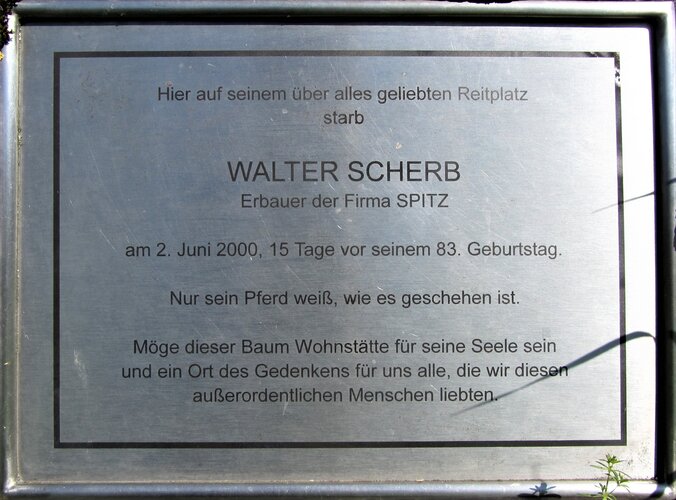 Hier auf seinem über alles geliebten Reitplatz
starb
WALTER SCHERB
Erbauer der Firma SPITZ
am 2. Juni 2000, 15 Tage vor seinem 83. Geburtstag.
Nur sein Pferd weiß, wie es geschehen ist.
Möge dieser Baum Wohnstätte für seine Seele sein
und ein Ort des Gedenkens für uns alle, die wir diesen
außerordentlichen Menschen liebten.